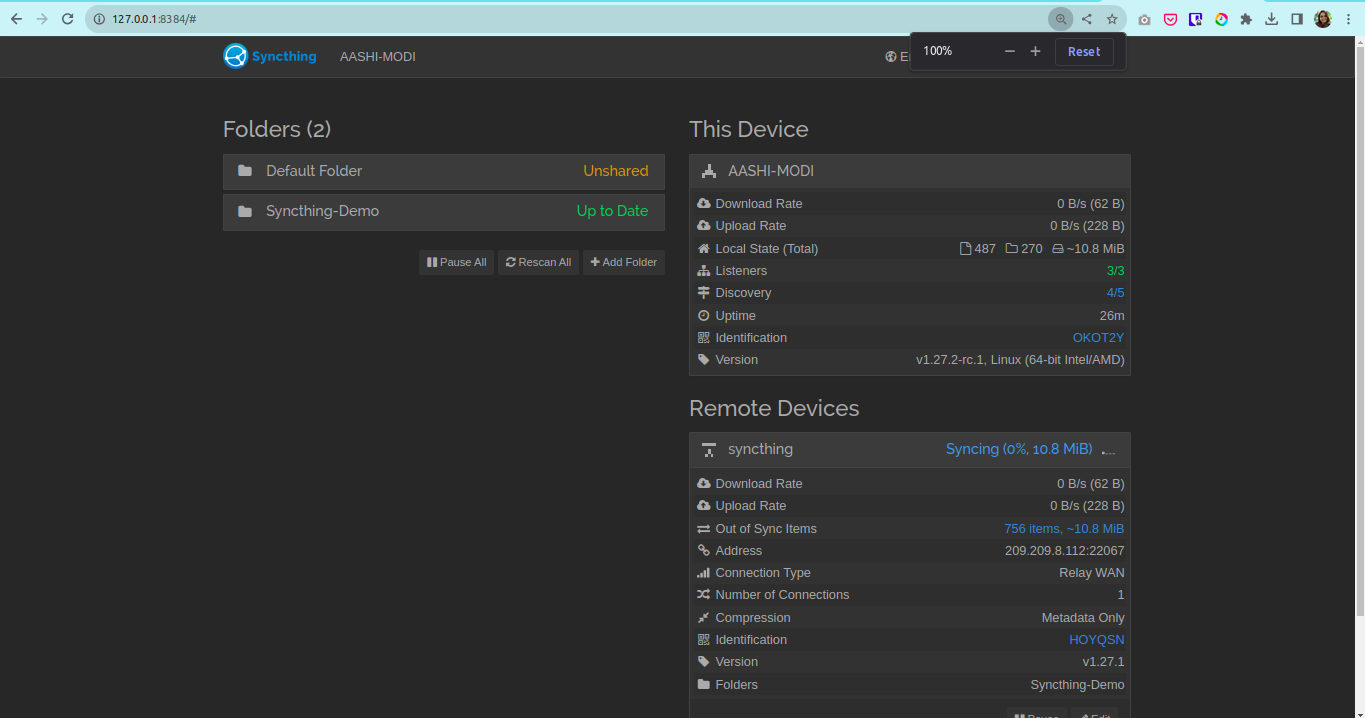 127.0.0.1:8384/#
Syncthing AASHI-MODI
100% Reset
Folders (2)
Default Folder Unshared
Syncthing-Demo Up to Date
Pause All Rescan All Add Folder
This Device
AASHI-MODI
Download Rate 0 B/s (62 B)
Upload Rate 0 B/s (228 B)
Local State (Total) 487 270 ~10.8 MiB
Listeners 3/3
Discovery 4/5
Uptime 26m
Identification OKOT2Y
Version v1.27.2-rc.1, Linux (64-bit Intel/AMD)
Remote Devices
syncthing Syncing (0%, 10.8 MiB)
Download Rate 0 B/s (62 B)
Upload Rate 0 B/s (228 B)
Out of Sync Items 756 items, ~10.8 MiB
Address 209.209.8.112:22067
Connection Type Relay WAN
Number of Connections 1
Compression Metadata Only
Identification HOYQSN
Version v1.27.1
Folders Syncthing-Demo
Pause Edit